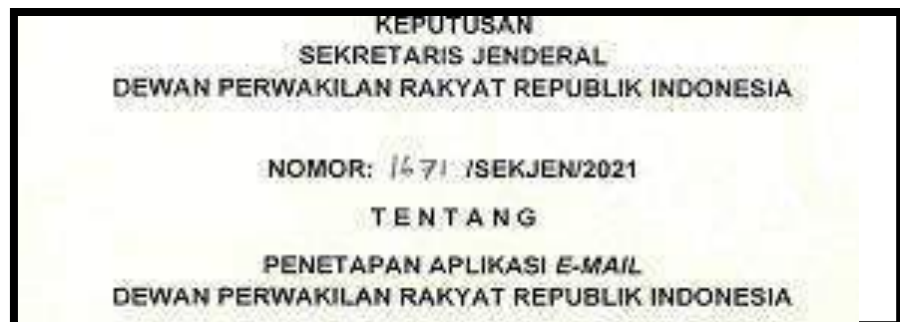 KEPUTUSAN
SEKRETARIS JENDERAL
DEWAN PERWAKILAN RAKYAT REPUBLIK INDONESIA
NOMOR: 1671 /SEKJEN/2021
TENTANG
PENETAPAN APLIKASI E-MAIL
DEWAN PERWAKILAN RAKYAT REPUBLIK INDONESIA